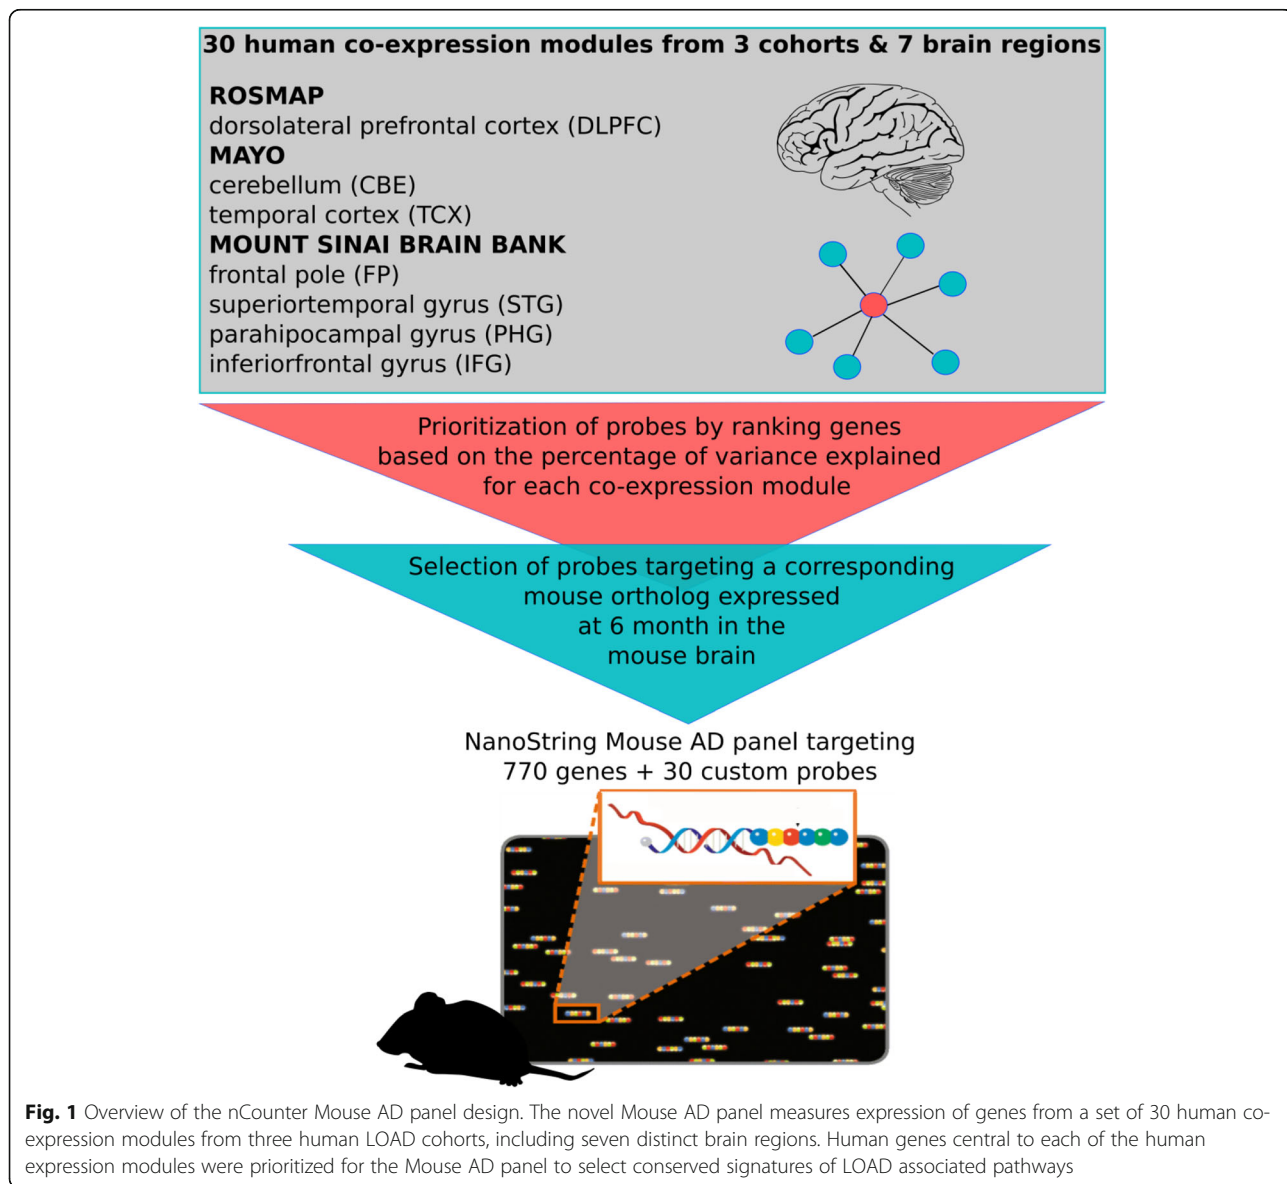 30 human co-expression modules from 3 cohorts & 7 brain regions
ROSMAP
dorsolateral prefrontal cortex (DLPFC)
MAYO
cerebellum (CBE)
temporal cortex (TCX)
MOUNT SINAI BRAIN BANK
frontal pole (FP)
superiortemporal gyrus (STG)
parahipocampal gyrus (PHG)
inferiorfrontal gyrus (IFG)
Prioritization of probes by ranking genes
based on the percentage of variance explained
for each co-expression module
Selection of probes targeting a corresponding
mouse ortholog expressed
at 6 month in the
mouse brain
NanoString Mouse AD panel targeting
770 genes + 30 custom probes
Fig. 1 Overview of the nCounter Mouse AD panel design. The novel Mouse AD panel measures expression of genes from a set of 30 human co-
expression modules from three human LOAD cohorts, including seven distinct brain regions. Human genes central to each of the human
expression modules were prioritized for the Mouse AD panel to select conserved signatures of LOAD associated pathways